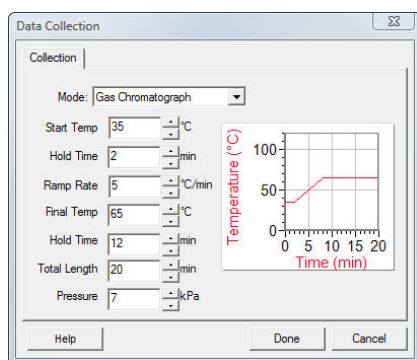 Data Collection
Collection
Mode: Gas Chromatograph
Start Temp 35 °C
Hold Time 2 min
Ramp Rate 5 °C/min
Final Temp 65 °C
Hold Time 12 min
Total Length 20 min
Pressure 7 kPa
Temperature (°C)
100
50
0
0 5 10 15 20
Time (min)
Help Done Cancel